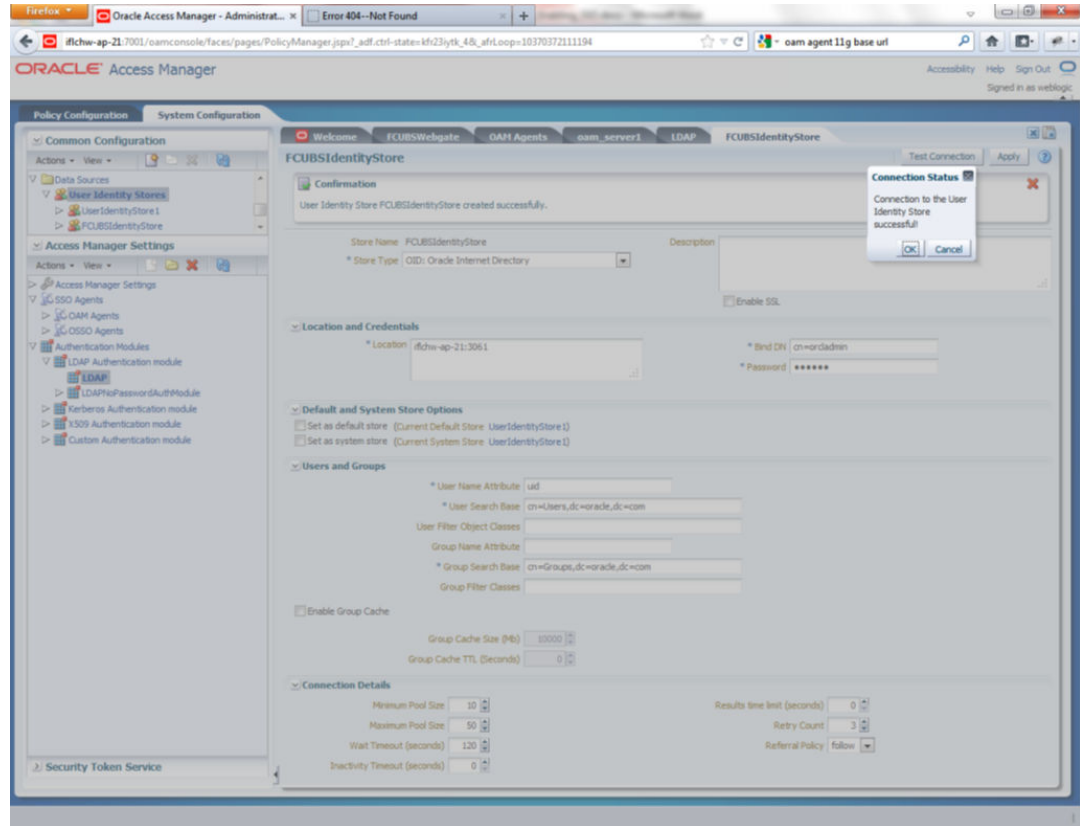 Firefox
Oracle Access Manager - Administrat...
Error 404--Not Found
iflchw-ap-21:7001/oamconsole/faces/pages/PolicyManager.jspx?_adf.ctrl-state=kfr23iytk_4&_afrLoop=10370372111194
oam agent 11g base url
ORACLE Access Manager
Accessibility Help Sign Out
Signed in as weblogic
Policy Configuration System Configuration
Common Configuration
Actions View
Data Sources
User Identity Stores
UserIdentityStore1
FCUBSIdentityStore
Access Manager Settings
Actions View
Access Manager Settings
SSO Agents
OAM Agents
OSSO Agents
Authentication Modules
LDAP Authentication module
LDAP
LDAPNoPasswordAuthModule
Kerberos Authentication module
X509 Authentication module
Custom Authentication module
Security Token Service
Welcome FCUBSWebgate OAM Agents oam_server1 LDAP FCUBSIdentityStore
FCUBSIdentityStore
Test Connection Apply
Confirmation
User Identity Store FCUBSIdentityStore created successfully.
Connection Status
Connection to the User
Identity Store
successful!
OK Cancel
Store Name FCUBSIdentityStore
Description
* Store Type OID: Oracle Internet Directory
Enable SSL
Location and Credentials
* Location iflchw-ap-21:3061
* Bind DN cn=orcladmin
* Password ●●●●●●
Default and System Store Options
Set as default store (Current Default Store UserIdentityStore1)
Set as system store (Current System Store UserIdentityStore1)
Users and Groups
* User Name Attribute uid
* User Search Base cn=Users,dc=oracle,dc=com
User Filter Object Classes
Group Name Attribute
* Group Search Base cn=Groups,dc=oracle,dc=com
Group Filter Classes
Enable Group Cache
Group Cache Size (Mb) 10000
Group Cache TTL (Seconds) 0
Connection Details
Minimum Pool Size 10
Results time limit (seconds) 0
Maximum Pool Size 50
Retry Count 3
Wait Timeout (seconds) 120
Referral Policy follow
Inactivity Timeout (seconds) 0